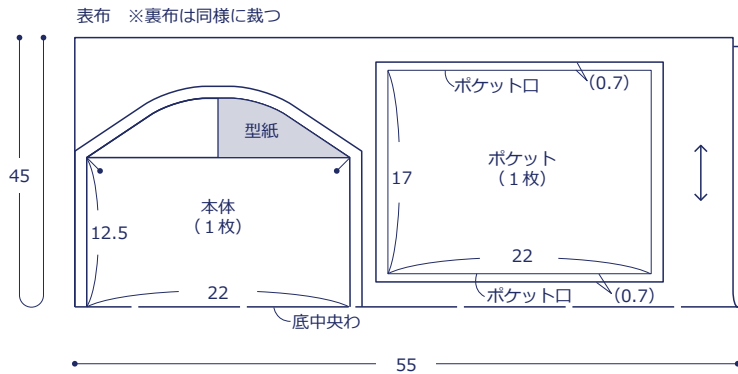 表布　※裏布は同様に裁つ
ポケット口
(0.7)
型紙
ポケット
（１枚）
45
17
本体
（１枚）
12.5
22
22
ポケット口
(0.7)
底中央わ
55